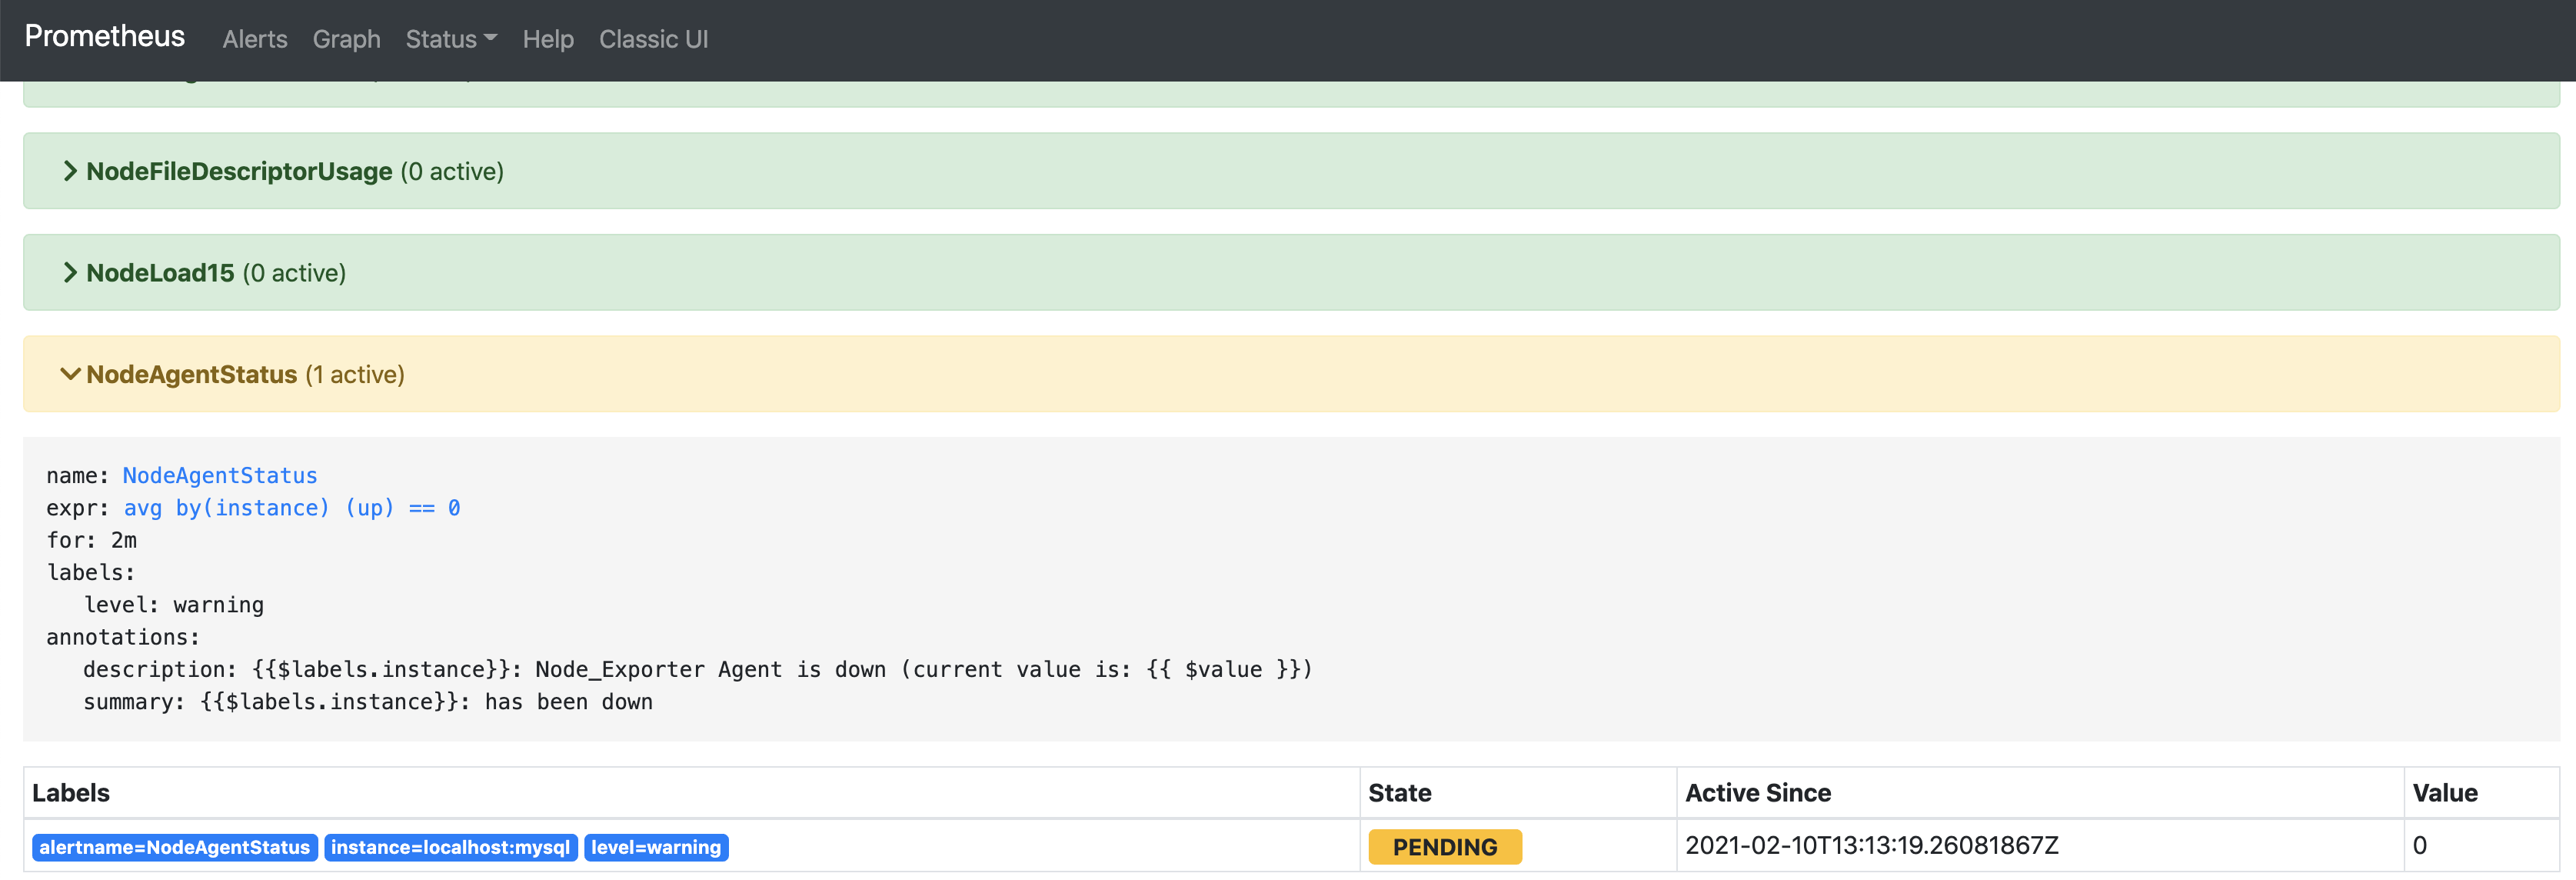 Prometheus Alerts Graph Status Help Classic UI
NodeFileDescriptorUsage (0 active)
NodeLoad15 (0 active)
NodeAgentStatus (1 active)
name: NodeAgentStatus
expr: avg by(instance) (up) == 0
for: 2m
labels:
level: warning
annotations:
description: {{$labels.instance}}: Node_Exporter Agent is down (current value is: {{ $value }})
summary: {{$labels.instance}}: has been down
Labels State Active Since Value
alertname=NodeAgentStatus instance=localhost:mysql level=warning PENDING 2021-02-10T13:13:19.26081867Z 0